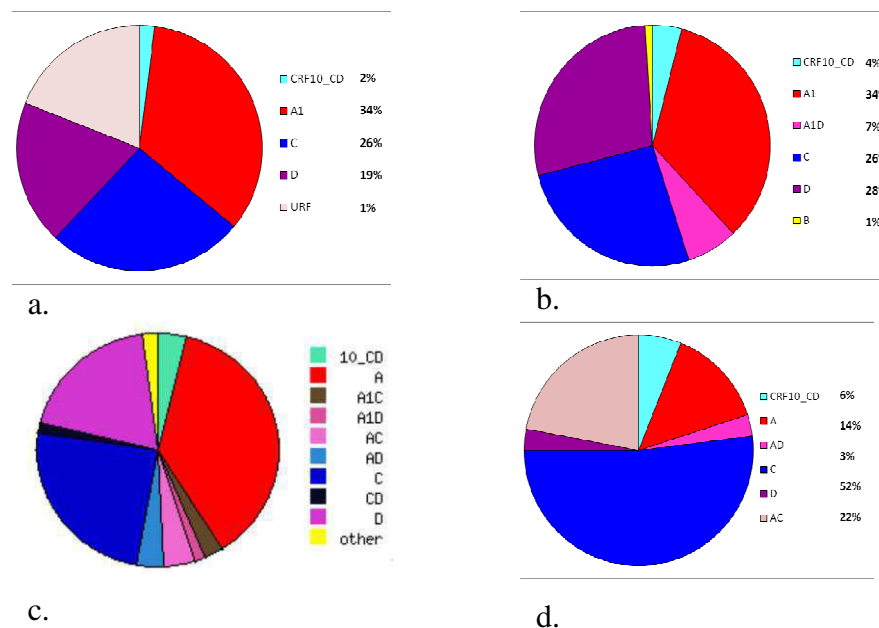 CRF10_CD 2%
A1 34%
C 26%
D 19%
URF 1%
a.
CRF10_CD 4%
A1 34%
A1D 7%
C 26%
D 28%
B 1%
b.
10_CD
A
A1C
A1D
AC
AD
C
CD
D
other
c.
CRF10_CD 6%
A 14%
AD 3%
C 52%
D 22%
AC
d.